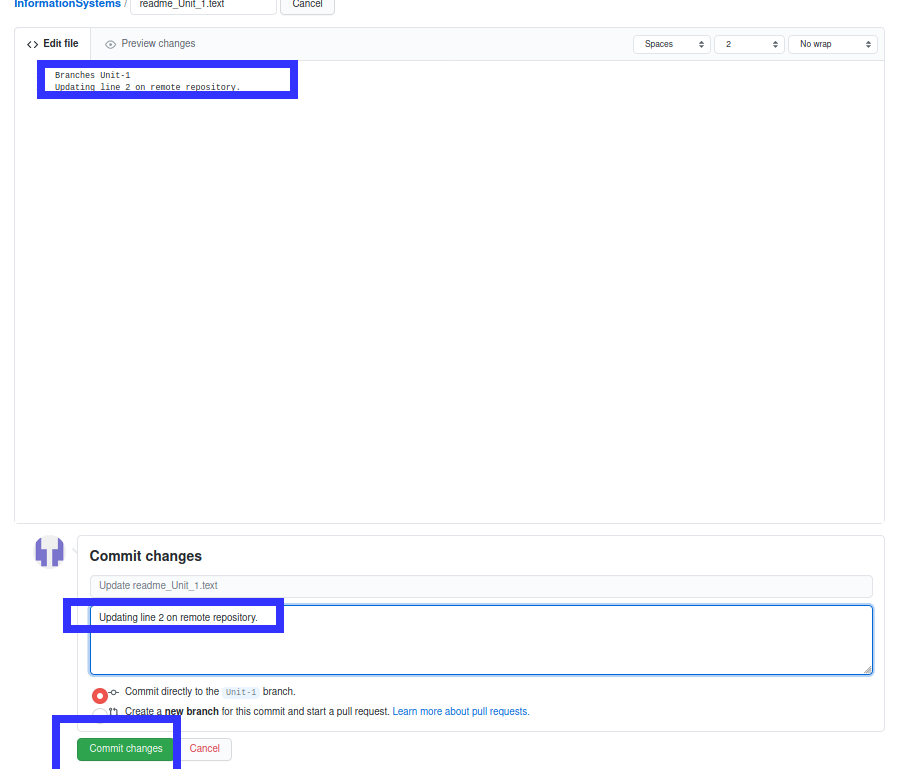 InformationSystems / readme_Unit_1.text Cancel
Edit file Preview changes Spaces 2 No wrap
Branches Unit-1
Updating line 2 on remote repository.
Commit changes
Update readme_Unit_1.text
Updating line 2 on remote repository.
Commit directly to the Unit-1 branch.
Create a new branch for this commit and start a pull request. Learn more about pull requests.
Commit changes Cancel